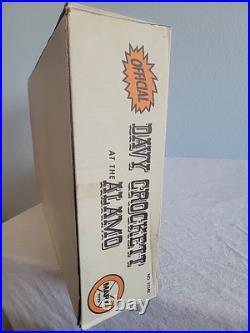 OFFICIAL
DAVY CROCKETT
AT THE ALAMO
MARX